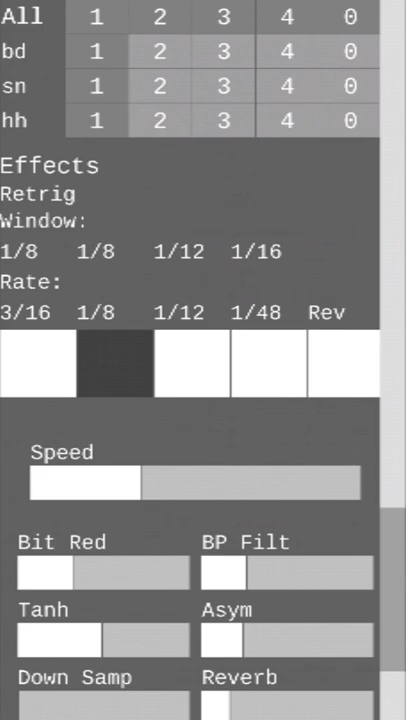 All 1 2 3 4 0
bd 1 2 3 4 0
sn 1 2 3 4 0
hh 1 2 3 4 0
Effects
Retrig
Window:
1/8 1/8 1/12 1/16
Rate:
3/16 1/8 1/12 1/48 Rev
Speed
Bit Red BP Filt
Tanh Asym
Down Samp Reverb